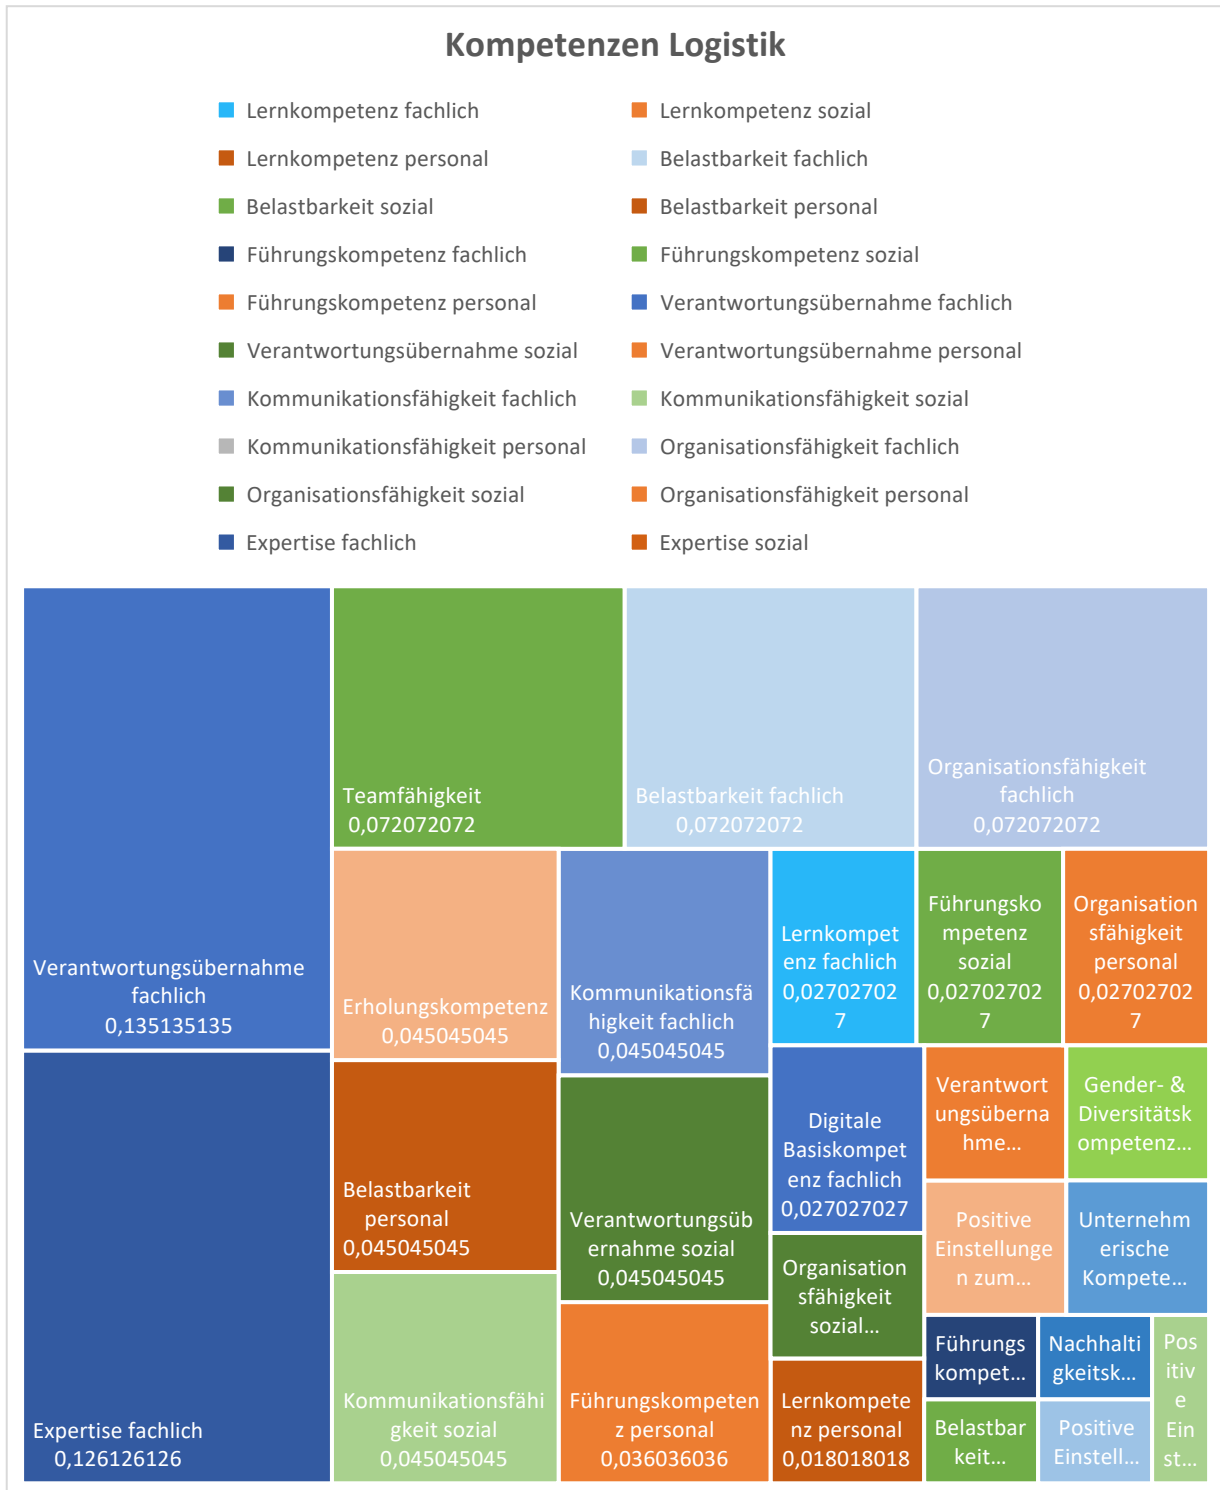 Kompetenzen Logistik
Lernkompetenz fachlich
Lernkompetenz sozial
Lernkompetenz personal
Belastbarkeit fachlich
Belastbarkeit sozial
Belastbarkeit personal
Führungskompetenz fachlich
Führungskompetenz sozial
Führungskompetenz personal
Verantwortungsübernahme fachlich
Verantwortungsübernahme sozial
Verantwortungsübernahme personal
Kommunikationsfähigkeit fachlich
Kommunikationsfähigkeit sozial
Kommunikationsfähigkeit personal
Organisationsfähigkeit fachlich
Organisationsfähigkeit sozial
Organisationsfähigkeit personal
Expertise fachlich
Expertise sozial
Verantwortungsübernahme
fachlich
0,135135135
Expertise fachlich
0,126126126
Teamfähigkeit
0,072072072
Belastbarkeit fachlich
0,072072072
Organisationsfähigkeit
fachlich
0,072072072
Erholungskompetenz
0,045045045
Belastbarkeit
personal
0,045045045
Kommunikationsfähi
gkeit sozial
0,045045045
Kommunikationsfä
higkeit fachlich
0,045045045
Verantwortungsüb
ernahme sozial
0,045045045
Führungskompeten
z personal
0,036036036
Lernkompet
enz fachlich
0,02702702
7
Führungsko
mpetenz
sozial
0,02702702
7
Organisation
sfähigkeit
personal
0,02702702
7
Digitale
Basiskompet
enz fachlich
0,027027027
Organisation
sfähigkeit
sozial...
Lernkompete
nz personal
0,018018018
Verantwort
ungsüberna
hme...
Gender- &
Diversitätsk
ompetenz...
Positive
Einstellunge
n zum...
Unternehm
erische
Kompete...
Führungs
kompet...
Nachhalti
gkeitsk...
Pos
itiv
e
Ein
st...
Belastbar
keit...
Positive
Einstell...